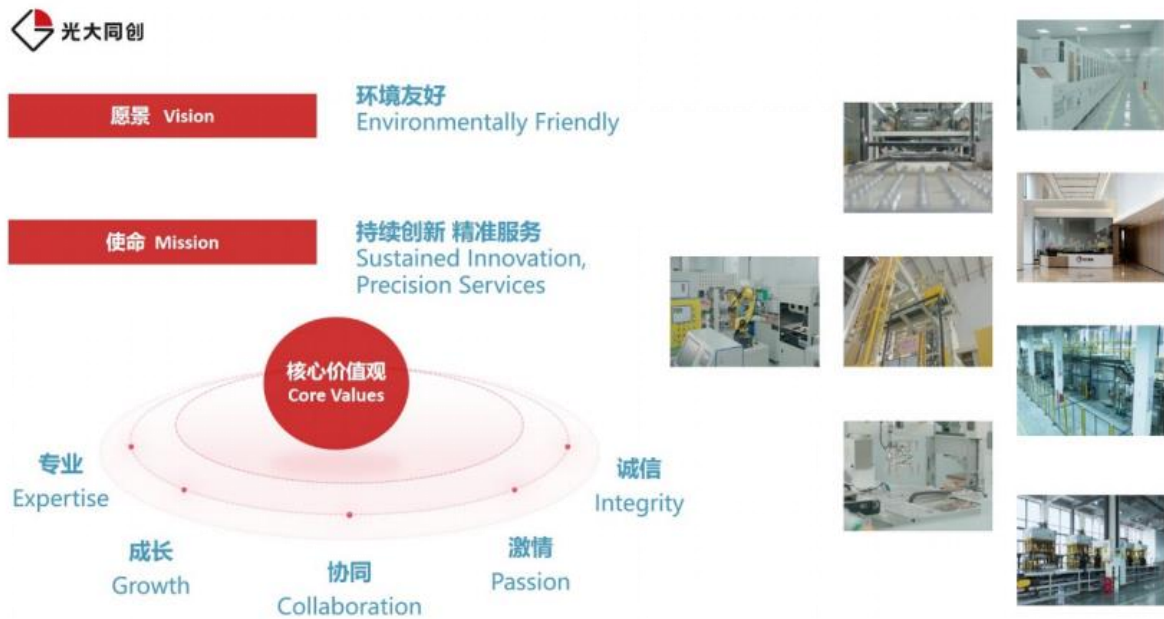 光大同创
愿景 Vision
环境友好
Environmentally Friendly
使命 Mission
持续创新 精准服务
Sustained Innovation,
Precision Services
核心价值观
Core Values
专业
Expertise
成长
Growth
协同
Collaboration
激情
Passion
诚信
Integrity